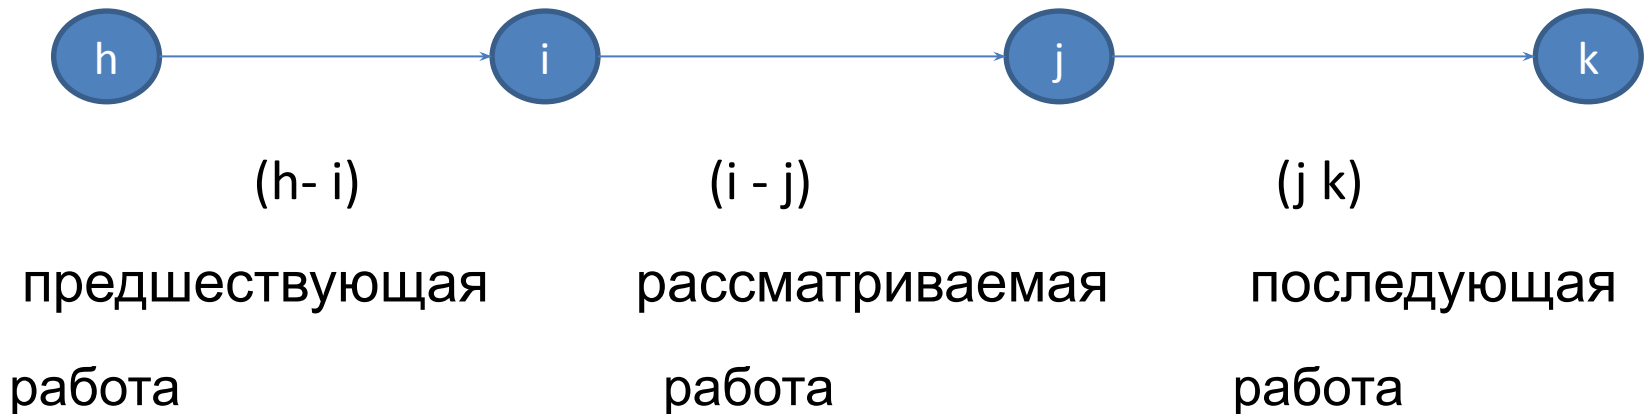 h i j k
(h- i) (i - j) (j k)
предшествующая рассматриваемая последующая
работа работа работа